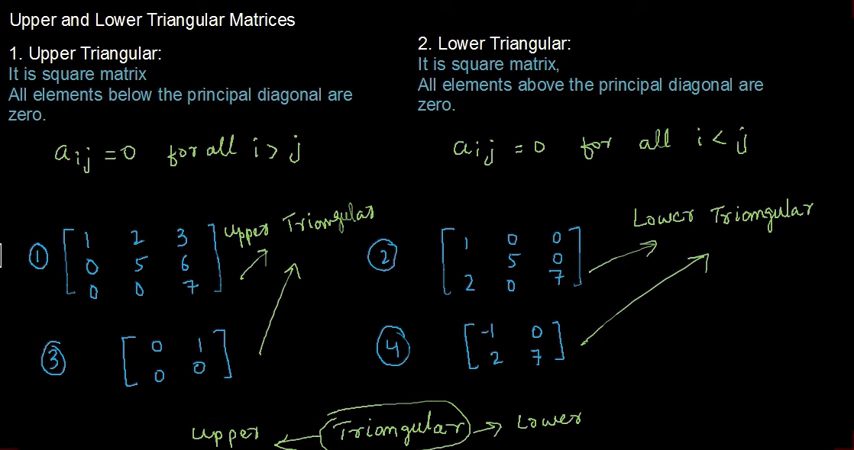 Upper and Lower Triangular Matrices
1. Upper Triangular:
It is square matrix
All elements below the principal diagonal are
zero.
aij = 0 for all i > j
2. Lower Triangular:
It is square matrix,
All elements above the principal diagonal are
zero.
aij = 0 for all i < j
Upper Triangular
1
1 2 3
0 5 6
0 0 7
Lower Triangular
2
1 0 0
5 0
2 0 7
3
0 1
0 0
4
-1 0
2 7
Upper ← Triangular → Lower